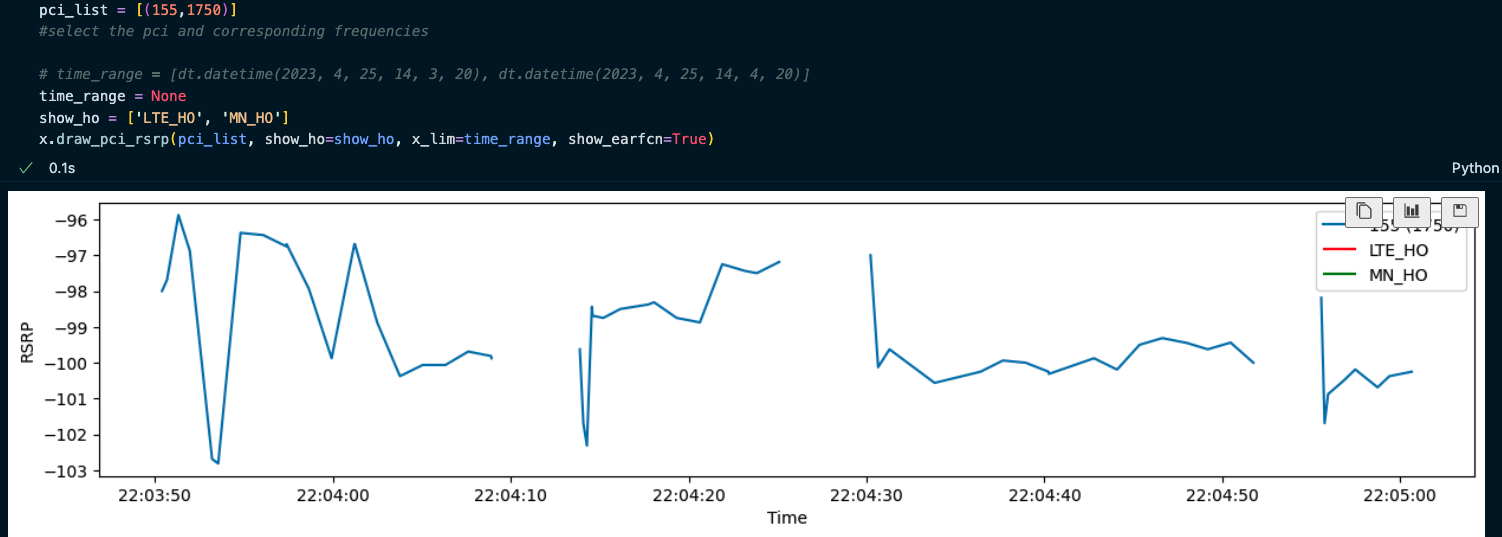 pci_list = [(155,1750)]
#select the pci and corresponding frequencies
# time_range = [dt.datetime(2023, 4, 25, 14, 3, 20), dt.datetime(2023, 4, 25, 14, 4, 20)]
time_range = None
show_ho = ['LTE_HO', 'MN_HO']
x.draw_pci_rsrp(pci_list, show_ho=show_ho, x_lim=time_range, show_earfcn=True)
0.1s
Python
155 (1750)
LTE_HO
MN_HO
RSRP
−96
−97
−98
−99
−100
−101
−102
−103
22:03:50 22:04:00 22:04:10 22:04:20 22:04:30 22:04:40 22:04:50 22:05:00
Time